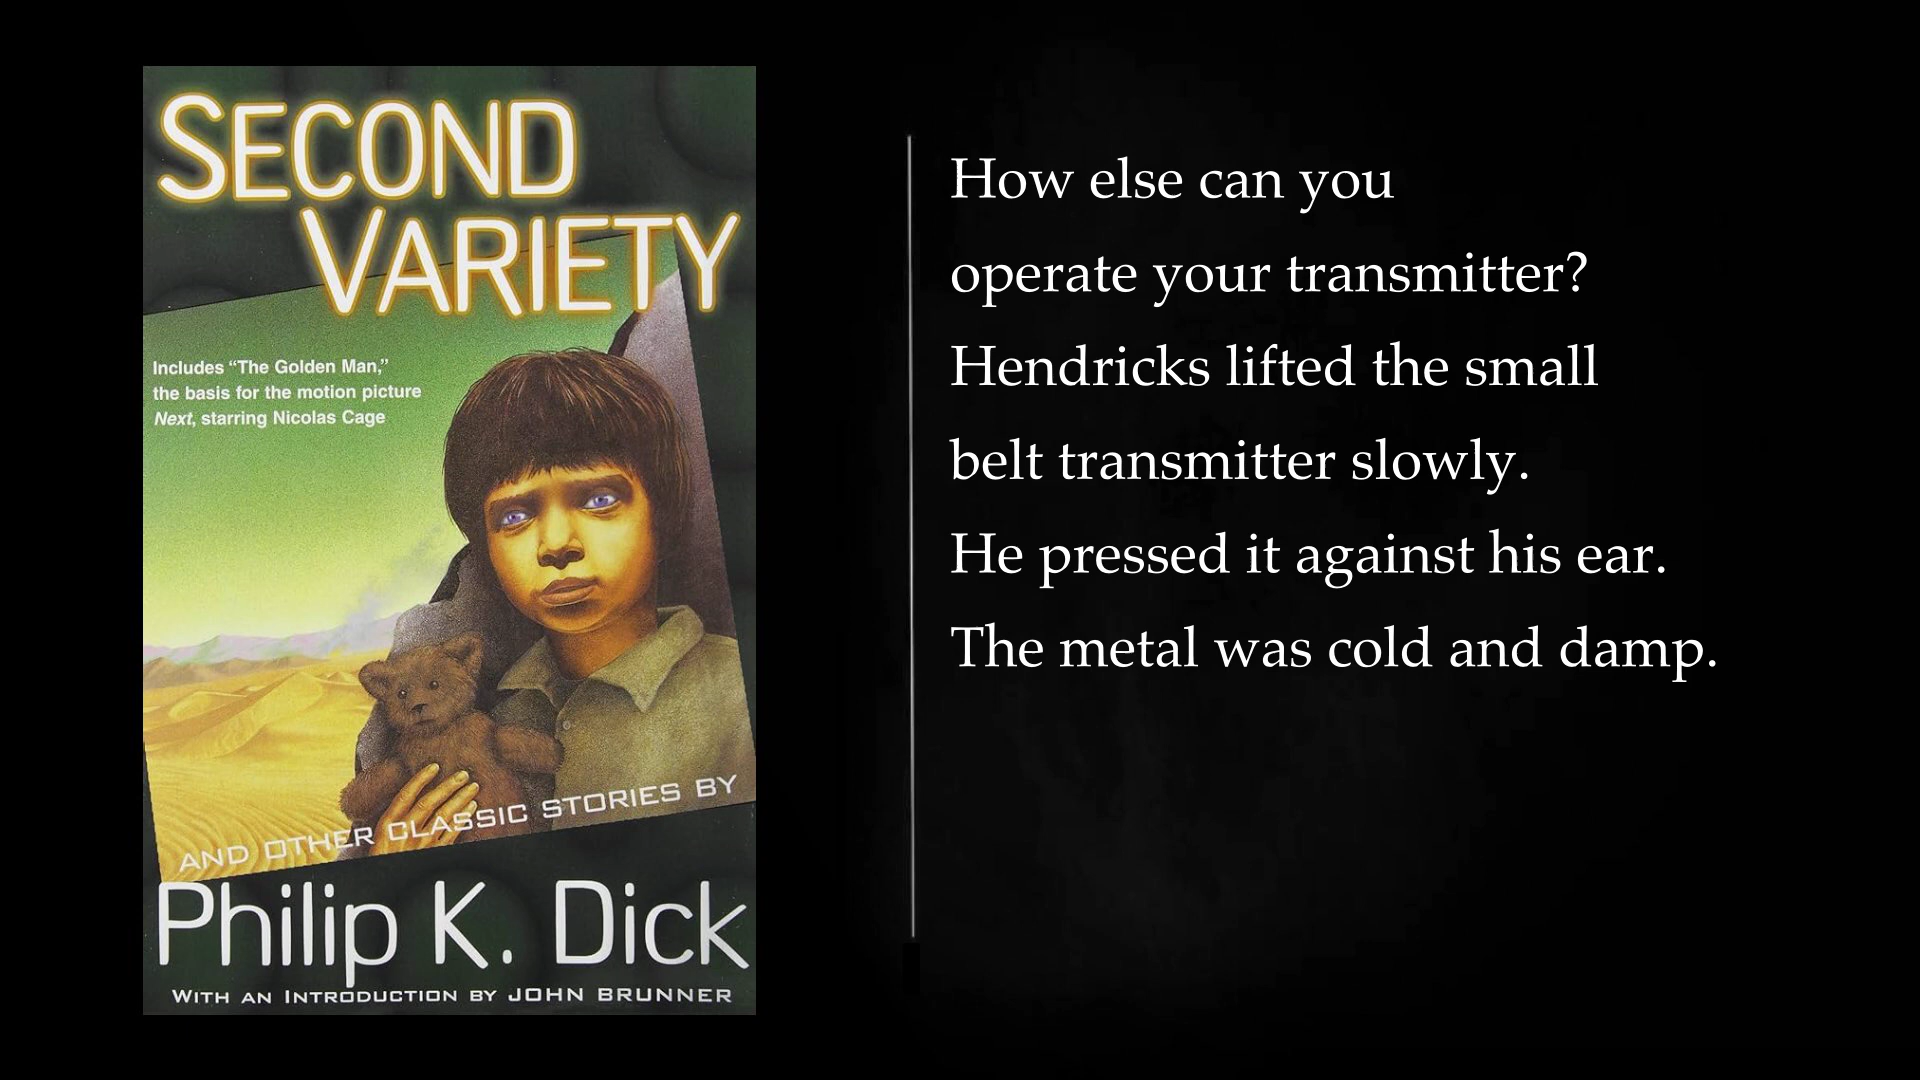 SECOND
VARIETY
Includes “The Golden Man,”
the basis for the motion picture
Next, starring Nicolas Cage
AND OTHER CLASSIC STORIES BY
Philip K. Dick
WITH AN INTRODUCTION BY JOHN BRUNNER
How else can you
operate your transmitter?
Hendricks lifted the small
belt transmitter slowly.
He pressed it against his ear.
The metal was cold and damp.